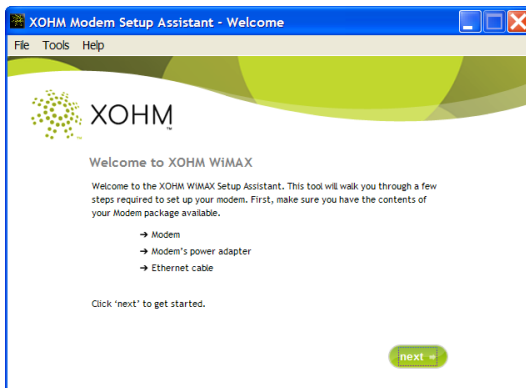 XOHM Modem Setup Assistant - Welcome
File Tools Help
XOHM™
Welcome to XOHM WiMAX
Welcome to the XOHM WiMAX Setup Assistant. This tool will walk you through a few
steps required to set up your modem. First, make sure you have the contents of
your Modem package available.
➔ Modem
➔ Modem's power adapter
➔ Ethernet cable
Click 'next' to get started.
next »